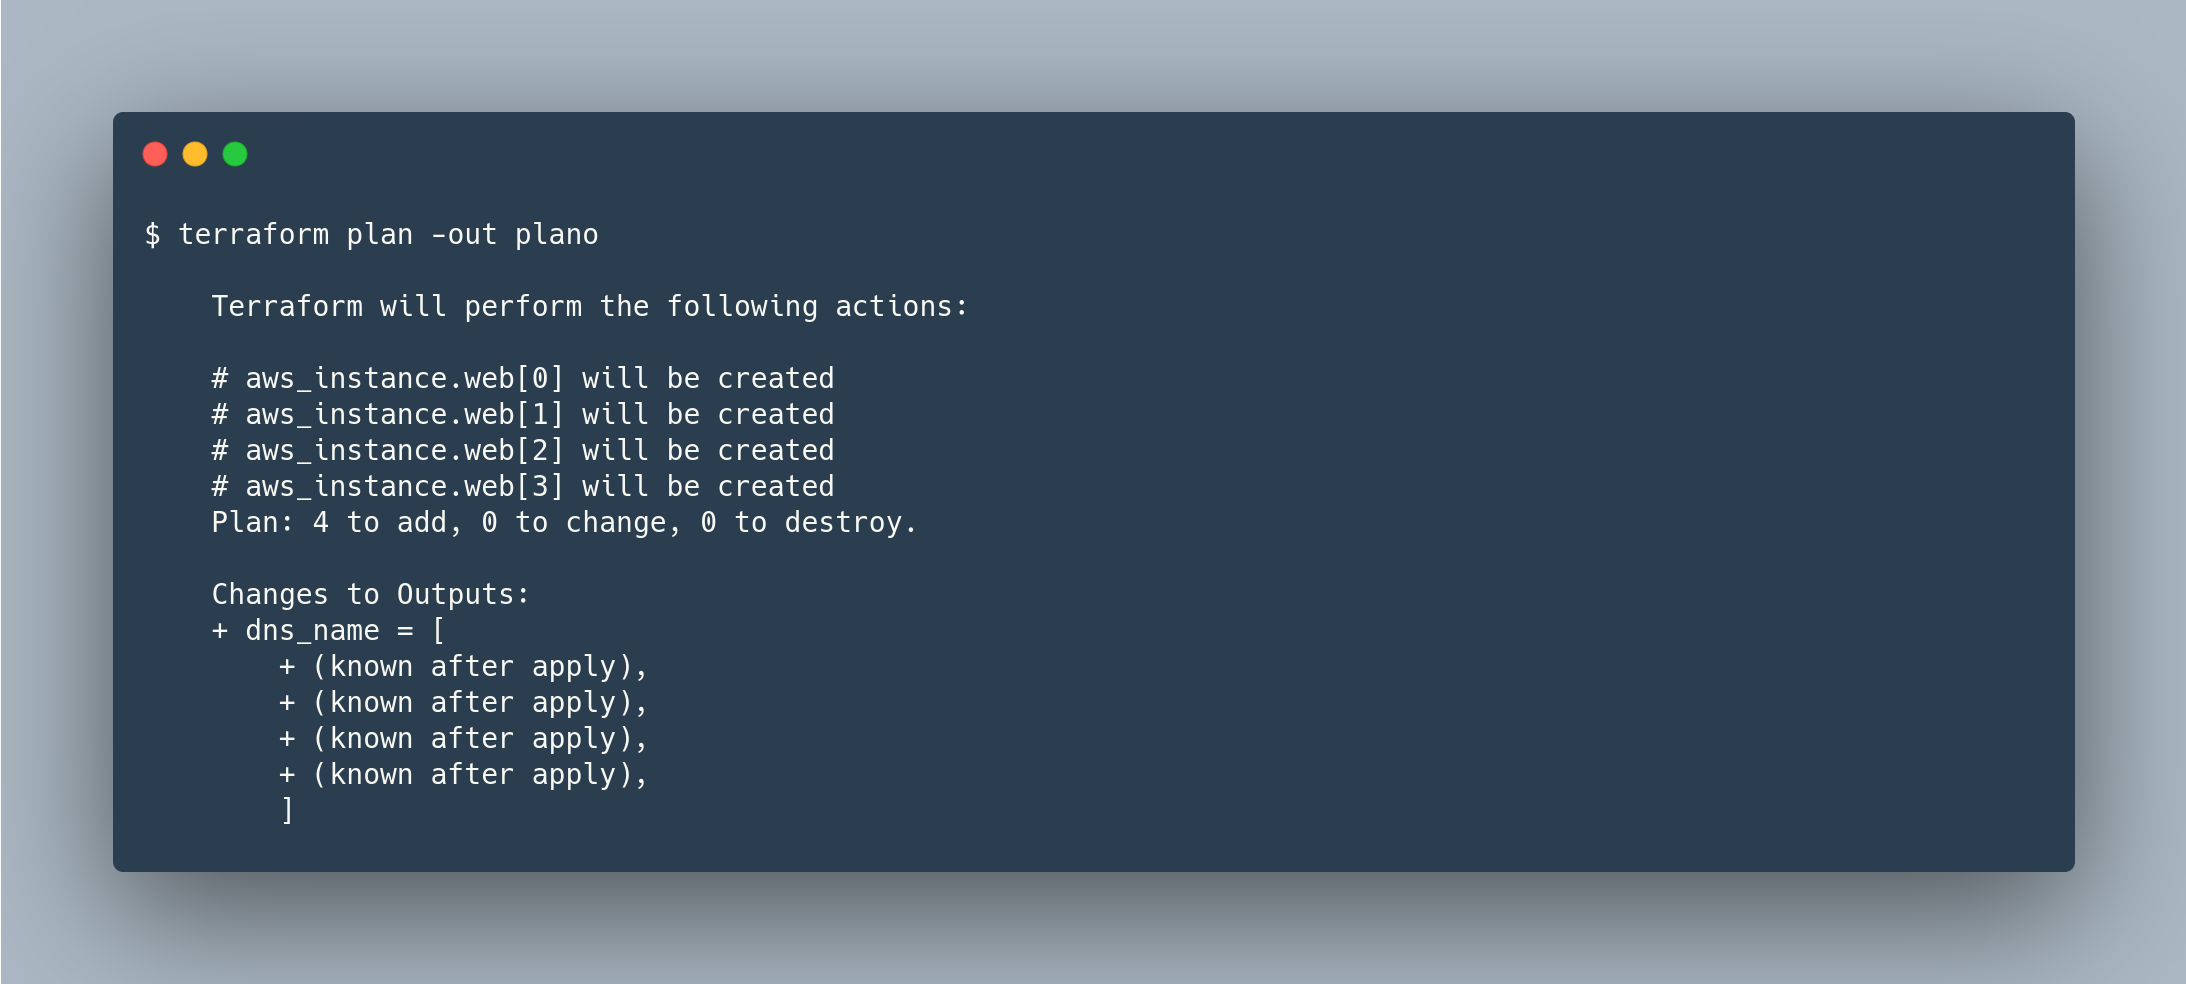 $ terraform plan -out plano
Terraform will perform the following actions:
# aws_instance.web[0] will be created
# aws_instance.web[1] will be created
# aws_instance.web[2] will be created
# aws_instance.web[3] will be created
Plan: 4 to add, 0 to change, 0 to destroy.
Changes to Outputs:
+ dns_name = [
+ (known after apply),
+ (known after apply),
+ (known after apply),
+ (known after apply),
]